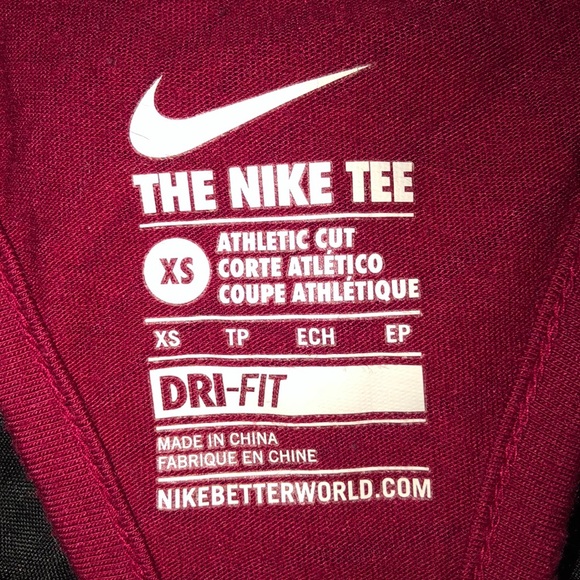 THE NIKE TEE
XS
ATHLETIC CUT
CORTE ATLÉTICO
COUPE ATHLÉTIQUE
XS TP ECH EP
DRI-FIT
MADE IN CHINA
FABRIQUE EN CHINE
NIKEBETTERWORLD.COM